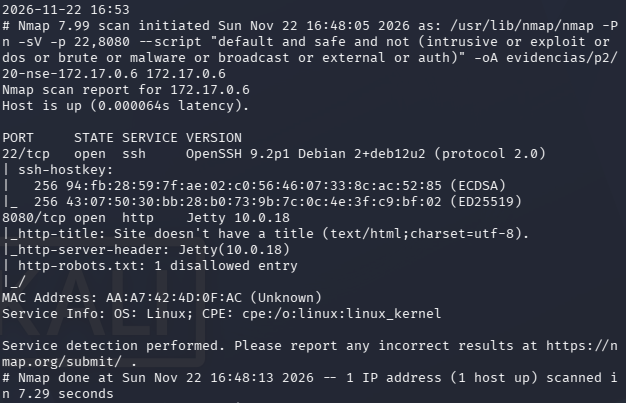 2026-11-22 16:53
# Nmap 7.99 scan initiated Sun Nov 22 16:48:05 2026 as: /usr/lib/nmap/nmap -P
n -sV -p 22,8080 --script "default and safe and not (intrusive or exploit or
dos or brute or malware or broadcast or external or auth)" -oA evidencias/p2/
20-nse-172.17.0.6 172.17.0.6
Nmap scan report for 172.17.0.6
Host is up (0.000064s latency).

PORT     STATE SERVICE VERSION
22/tcp   open  ssh     OpenSSH 9.2p1 Debian 2+deb12u2 (protocol 2.0)
| ssh-hostkey:
|   256 94:fb:28:59:7f:ae:02:c0:56:46:07:33:8c:ac:52:85 (ECDSA)
|_  256 43:07:50:30:bb:28:b0:73:9b:7c:0c:4e:3f:c9:bf:02 (ED25519)
8080/tcp open  http    Jetty 10.0.18
|_http-title: Site doesn't have a title (text/html;charset=utf-8).
|_http-server-header: Jetty(10.0.18)
| http-robots.txt: 1 disallowed entry
|_/
MAC Address: AA:A7:42:4D:0F:AC (Unknown)
Service Info: OS: Linux; CPE: cpe:/o:linux:linux_kernel

Service detection performed. Please report any incorrect results at https://n
map.org/submit/ .
# Nmap done at Sun Nov 22 16:48:13 2026 -- 1 IP address (1 host up) scanned i
n 7.29 seconds
KALI